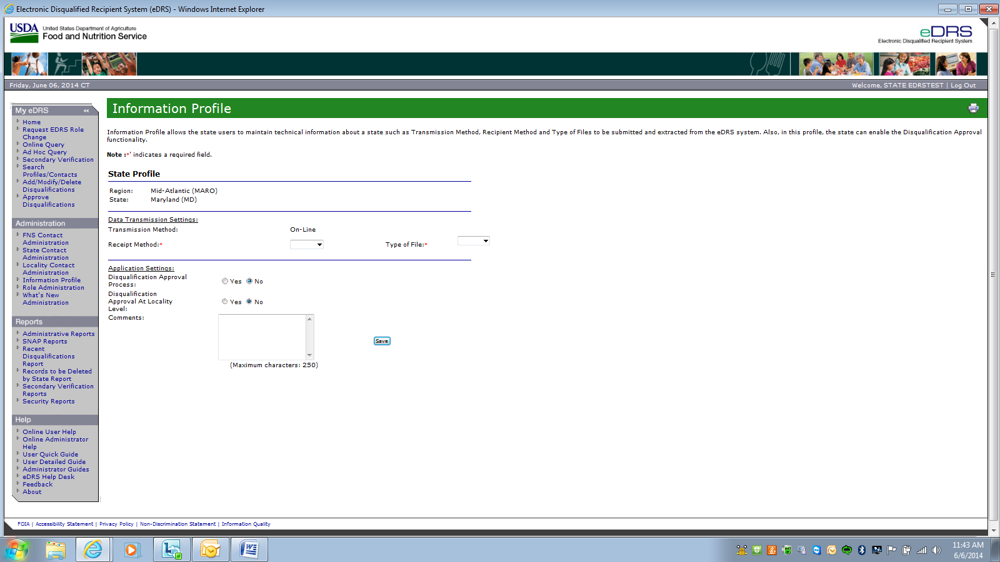 Electronic Disqualified Recipient System (eDRS) - Windows Internet Explorer
USDA United States Department of Agriculture
Food and Nutrition Service
eDRS
Electronic Disqualified Recipient System
Friday, June 06, 2014 CT
Welcome, STATE EDRSTEST | Log Out
My eDRS «
Home
Request EDRS Role
Change
Online Query
Ad Hoc Query
Secondary Verification
Search
Profiles/Contacts
Add/Modify/Delete
Disqualifications
Approve
Disqualifications
Administration
FNS Contact
Administration
State Contact
Administration
Locality Contact
Administration
Information Profile
Role Administration
What's New
Administration
Reports
Administrative Reports
SNAP Reports
Recent
Disqualifications
Report
Records to be Deleted
by State Report
Secondary Verification
Reports
Security Reports
Help
Online User Help
Online Administrator
Help
User Quick Guide
User Detailed Guide
Administrator Guides
eDRS Help Desk
Feedback
About
Information Profile
Information Profile allows the state users to maintain technical information about a state such as Transmission Method, Recipient Method and Type of Files to be submitted and extracted from the eDRS system. Also, in this profile, the state can enable the Disqualification Approval
functionality.
Note :*' indicates a required field.
State Profile
Region: Mid-Atlantic (MARO)
State: Maryland (MD)
Data Transmission Settings:
Transmission Method: On-Line
Receipt Method:* Type of File:*
Application Settings:
Disqualification Approval
Process: Yes No
Disqualification
Approval At Locality
Level: Yes No
Comments:
Save
(Maximum characters: 250)
FOIA | Accessibility Statement | Privacy Policy | Non-Discrimination Statement | Information Quality
11:43 AM
6/6/2014